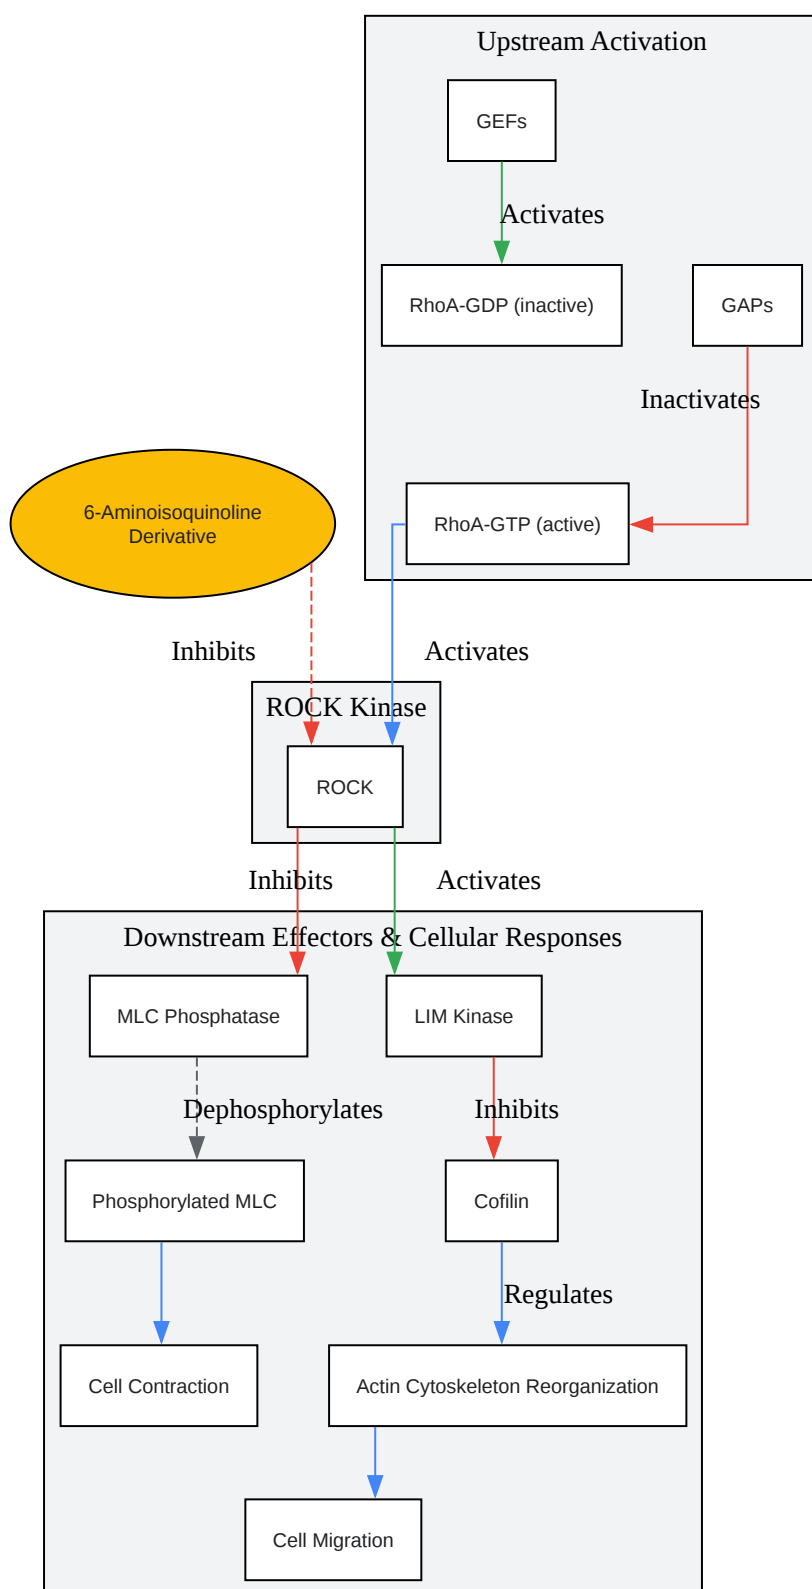 Upstream Activation
GEFs
Activates
RhoA-GDP (inactive)
GAPs
Inactivates
6-Aminoisoquinoline
Derivative
RhoA-GTP (active)
Inhibits
Activates
ROCK Kinase
ROCK
Inhibits
Activates
Downstream Effectors & Cellular Responses
MLC Phosphatase
LIM Kinase
Dephosphorylates
Inhibits
Phosphorylated MLC
Cofilin
Regulates
Cell Contraction
Actin Cytoskeleton Reorganization
Cell Migration